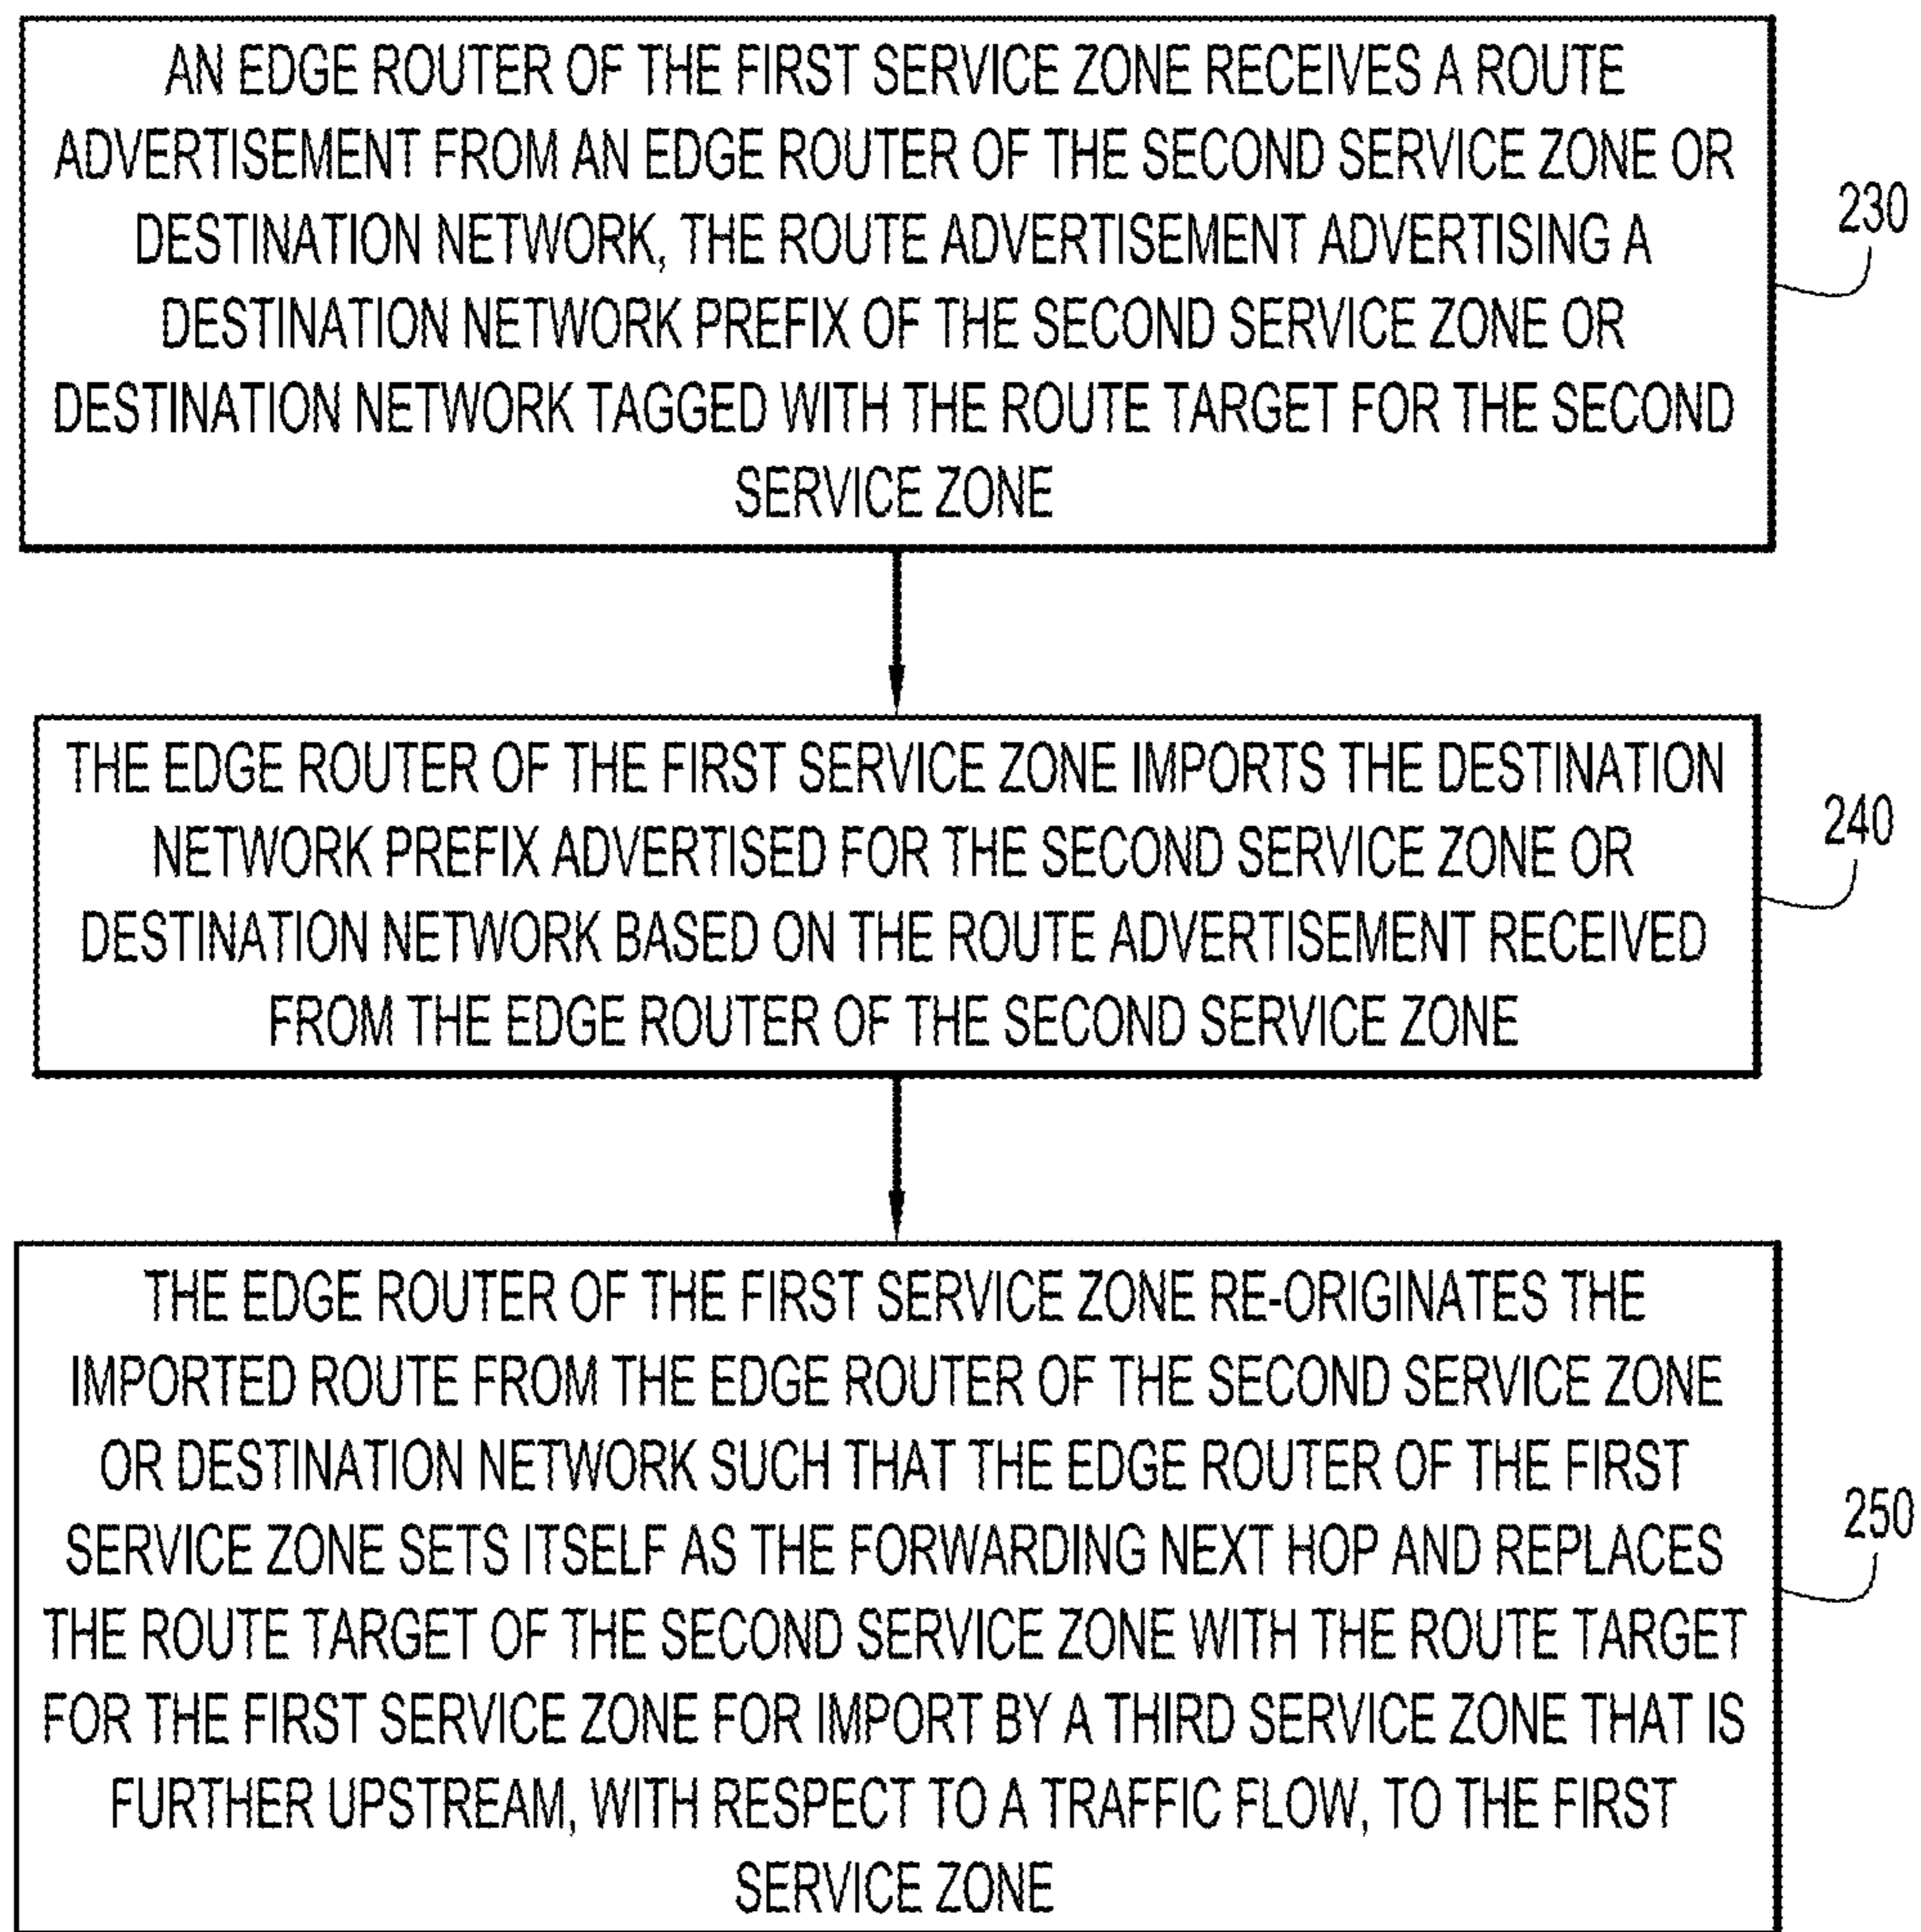 AN EDGE ROUTER OF THE FIRST SERVICE ZONE RECEIVES A ROUTE
ADVERTISEMENT FROM AN EDGE ROUTER OF THE SECOND SERVICE ZONE OR
DESTINATION NETWORK, THE ROUTE ADVERTISEMENT ADVERTISING A
DESTINATION NETWORK PREFIX OF THE SECOND SERVICE ZONE OR
DESTINATION NETWORK TAGGED WITH THE ROUTE TARGET FOR THE SECOND
SERVICE ZONE
230
THE EDGE ROUTER OF THE FIRST SERVICE ZONE IMPORTS THE DESTINATION
NETWORK PREFIX ADVERTISED FOR THE SECOND SERVICE ZONE OR
DESTINATION NETWORK BASED ON THE ROUTE ADVERTISEMENT RECEIVED
FROM THE EDGE ROUTER OF THE SECOND SERVICE ZONE
240
THE EDGE ROUTER OF THE FIRST SERVICE ZONE RE-ORIGINATES THE
IMPORTED ROUTE FROM THE EDGE ROUTER OF THE SECOND SERVICE ZONE
OR DESTINATION NETWORK SUCH THAT THE EDGE ROUTER OF THE FIRST
SERVICE ZONE SETS ITSELF AS THE FORWARDING NEXT HOP AND REPLACES
THE ROUTE TARGET OF THE SECOND SERVICE ZONE WITH THE ROUTE TARGET
FOR THE FIRST SERVICE ZONE FOR IMPORT BY A THIRD SERVICE ZONE THAT IS
FURTHER UPSTREAM, WITH RESPECT TO A TRAFFIC FLOW, TO THE FIRST
SERVICE ZONE
250